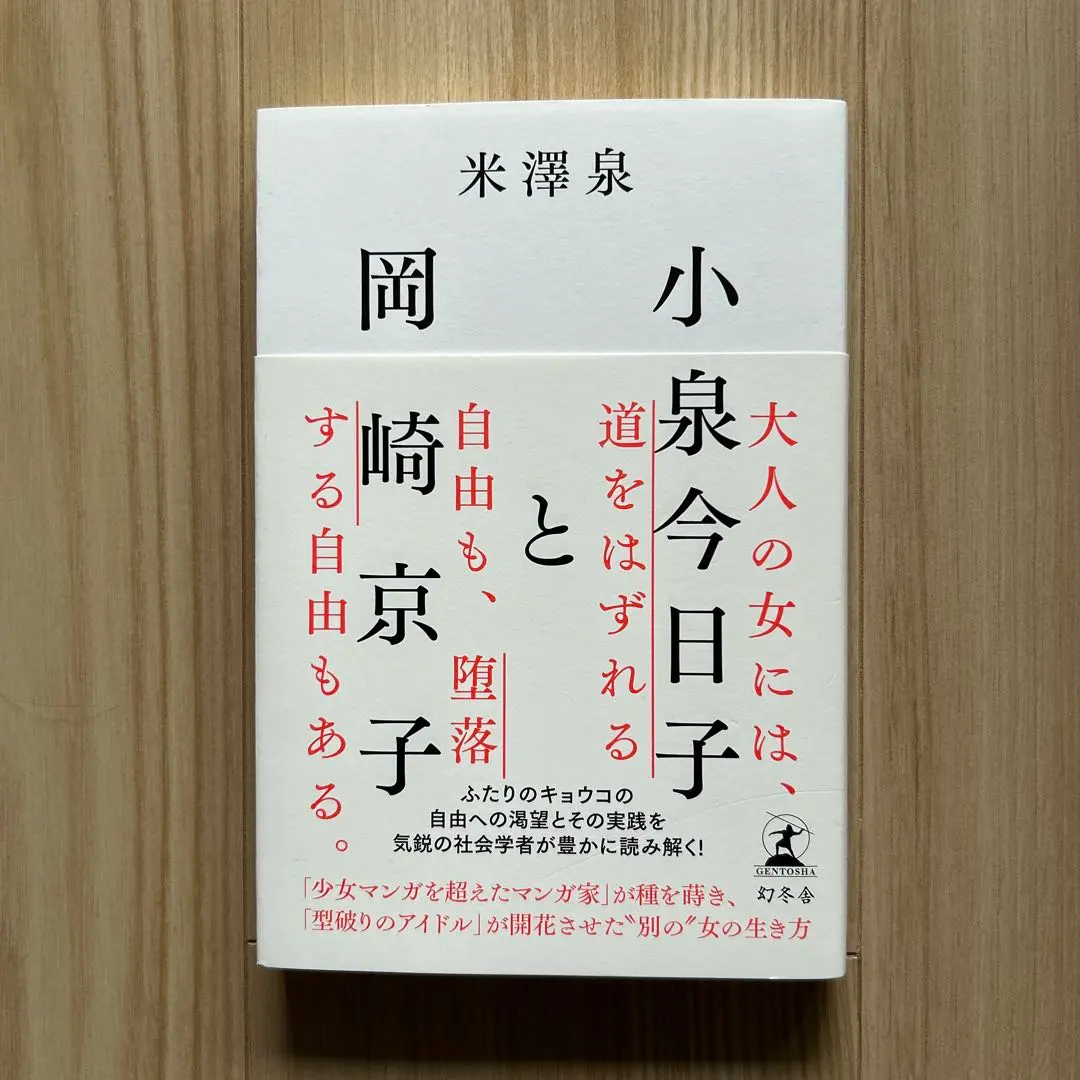 米澤泉
小泉今日子
と
岡崎京子
大人の女には、
道をはずれる
自由も、堕落
する自由もある。
ふたりのキョウコの
自由への渇望とその実践を
気鋭の社会学者が豊かに読み解く!
「少女マンガを超えたマンガ家」が種を蒔き、
「型破りのアイドル」が開花させた〝別の〟女の生き方
GENTOSHA
幻冬舎